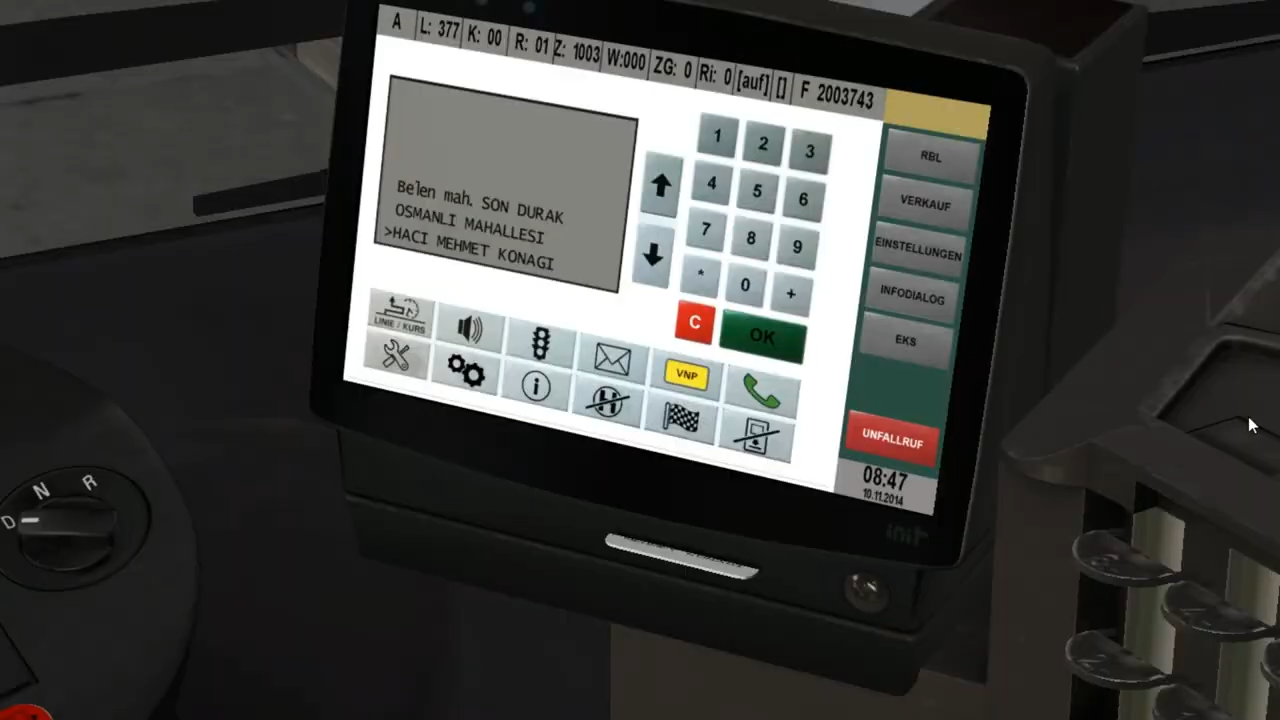 A L: 377 K: 00 R: 01 Z: 1003 W:000 ZG: 0 Ri: 0 [auf] [] F 2003743
Belen mah. SON DURAK
OSMANLI MAHALLESI
>HACI MEHMET KONAGI
1 2 3
4 5 6
7 8 9
* 0 +
C OK
RBL
VERKAUF
EINSTELLUNGEN
INFODIALOG
EKS
UNFALLRUF
LINIE / KURS
VNP
i
H
08:47
10.11.2014
init
D N R